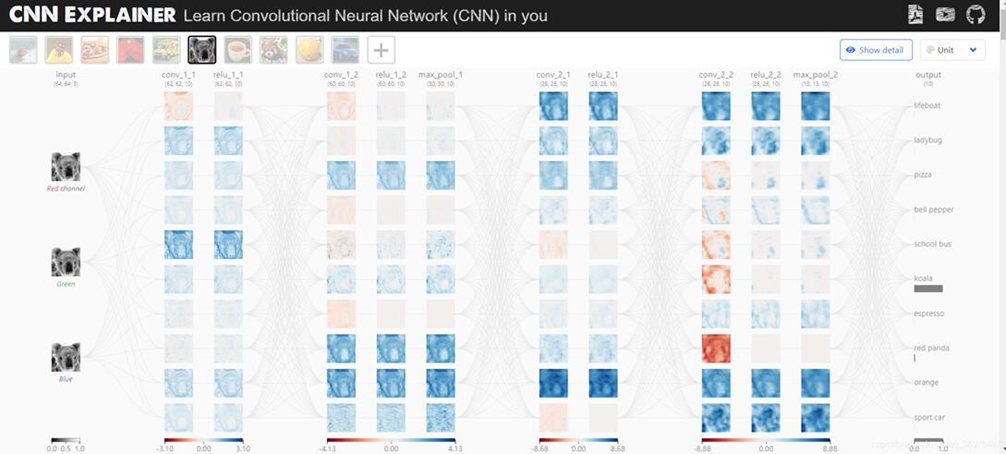 CNN EXPLAINER Learn Convolutional Neural Network (CNN) in you
Show detail
Unit
input conv_1_1 relu_1_1 conv_1_2 relu_1_2 max_pool_1 conv_2_1 relu_2_1 conv_2_2 relu_2_2 max_pool_2 output
(64, 64, 3) (62, 62, 10) (62, 62, 10) (60, 60, 10) (60, 60, 10) (30, 30, 10) (28, 28, 10) (28, 28, 10) (26, 26, 10) (26, 26, 10) (13, 13, 10) (10)
lifeboat
ladybug
pizza
Red channel
bell pepper
school bus
koala
Green
espresso
red panda
Blue
orange
sport car
0.0 0.5 1.0 -3.10 0.00 3.10 -4.13 0.00 4.13 -8.68 0.00 8.68 -8.88 0.00 8.88 0.0 1.0